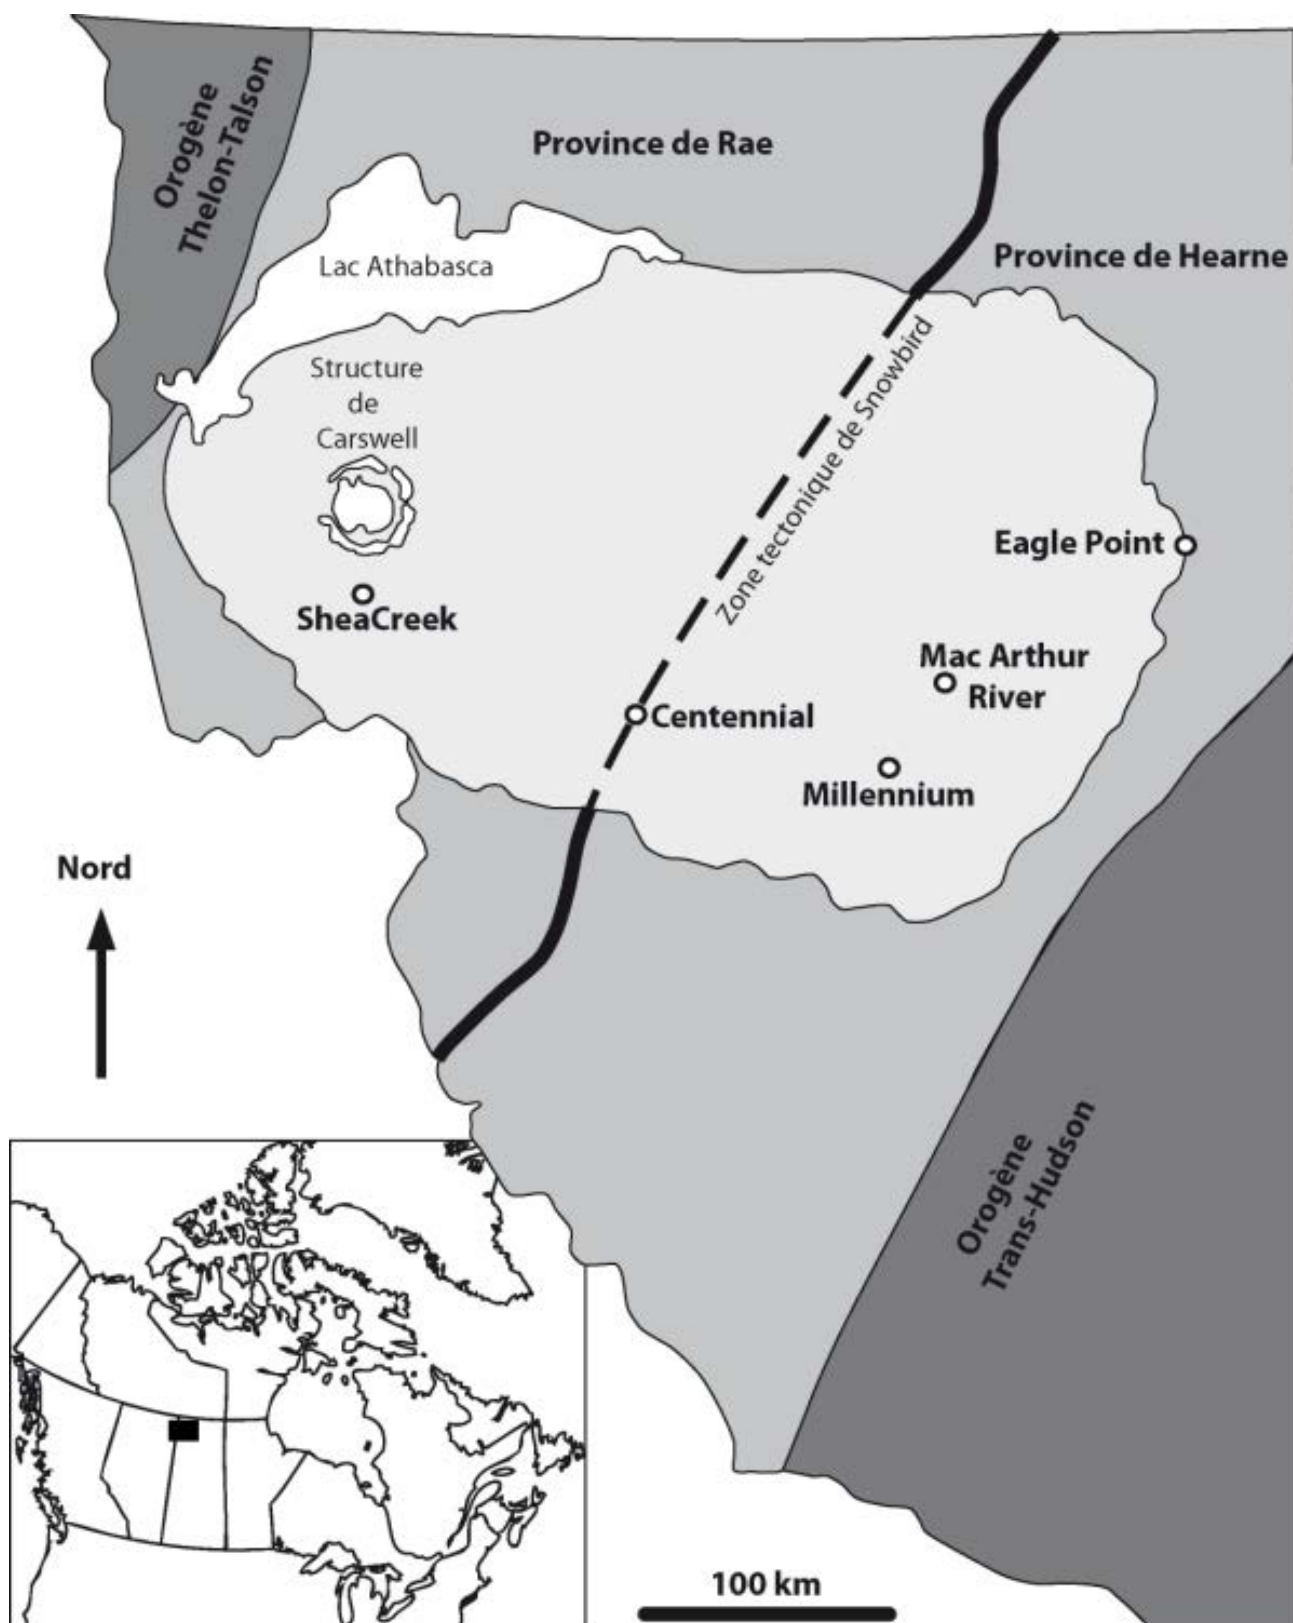 Orogène
Thelon-Talson
Province de Rae
Province de Hearne
Lac Athabasca
Structure
de
Carswell
Zone tectonique de Snowbird
Eagle Point
SheaCreek
Mac Arthur
River
Centennial
Millennium
Nord
Orogène
Trans-Hudson
100 km